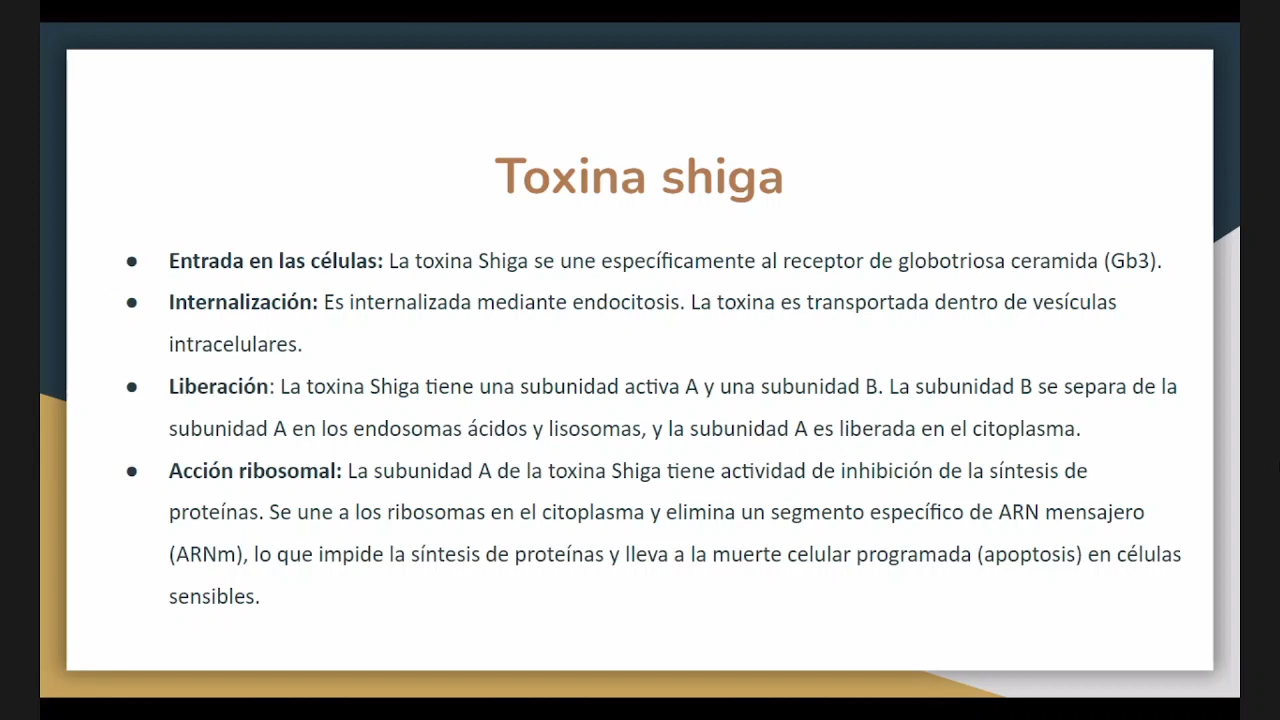 Toxina shiga
● Entrada en las células: La toxina Shiga se une específicamente al receptor de globotriosa ceramida (Gb3).
● Internalización: Es internalizada mediante endocitosis. La toxina es transportada dentro de vesículas
intracelulares.
● Liberación: La toxina Shiga tiene una subunidad activa A y una subunidad B. La subunidad B se separa de la
subunidad A en los endosomas ácidos y lisosomas, y la subunidad A es liberada en el citoplasma.
● Acción ribosomal: La subunidad A de la toxina Shiga tiene actividad de inhibición de la síntesis de
proteínas. Se une a los ribosomas en el citoplasma y elimina un segmento específico de ARN mensajero
(ARNm), lo que impide la síntesis de proteínas y lleva a la muerte celular programada (apoptosis) en células
sensibles.